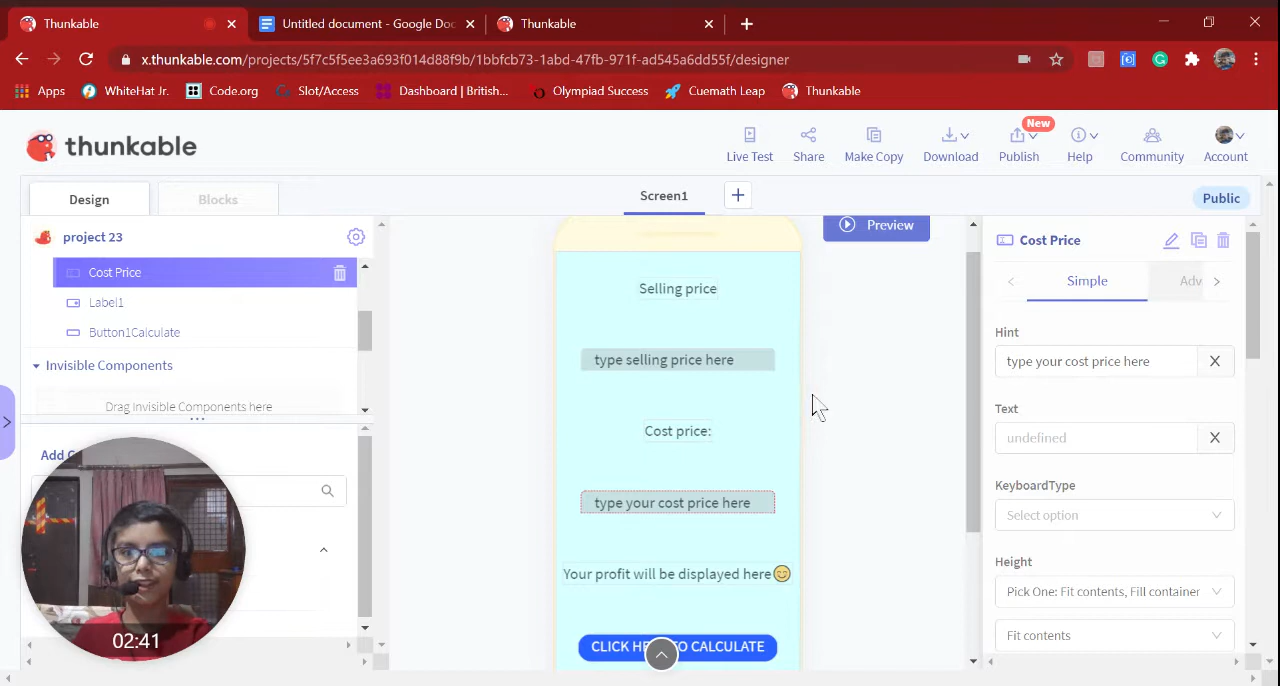 Thunkable
Untitled document - Google Doc
Thunkable
x.thunkable.com/projects/5f7c5f5ee3a693f014d88f9b/1bbfcb73-1abd-47fb-971f-ad545a6dd55f/designer
Apps
WhiteHat Jr.
Code.org
Slot/Access
Dashboard | British...
Olympiad Success
Cuemath Leap
Thunkable
thunkable
Live Test
Share
Make Copy
Download
New
Publish
Help
Community
Account
Design
Blocks
Screen1
Public
project 23
Cost Price
Label1
Button1Calculate
Invisible Components
Drag Invisible Components here
Add C
02:41
Preview
Selling price
type selling price here
Cost price:
type your cost price here
Your profit will be displayed here😊
CLICK HE TO CALCULATE
Cost Price
Simple
Adv
Hint
type your cost price here
Text
undefined
KeyboardType
Select option
Height
Pick One: Fit contents, Fill container
Fit contents